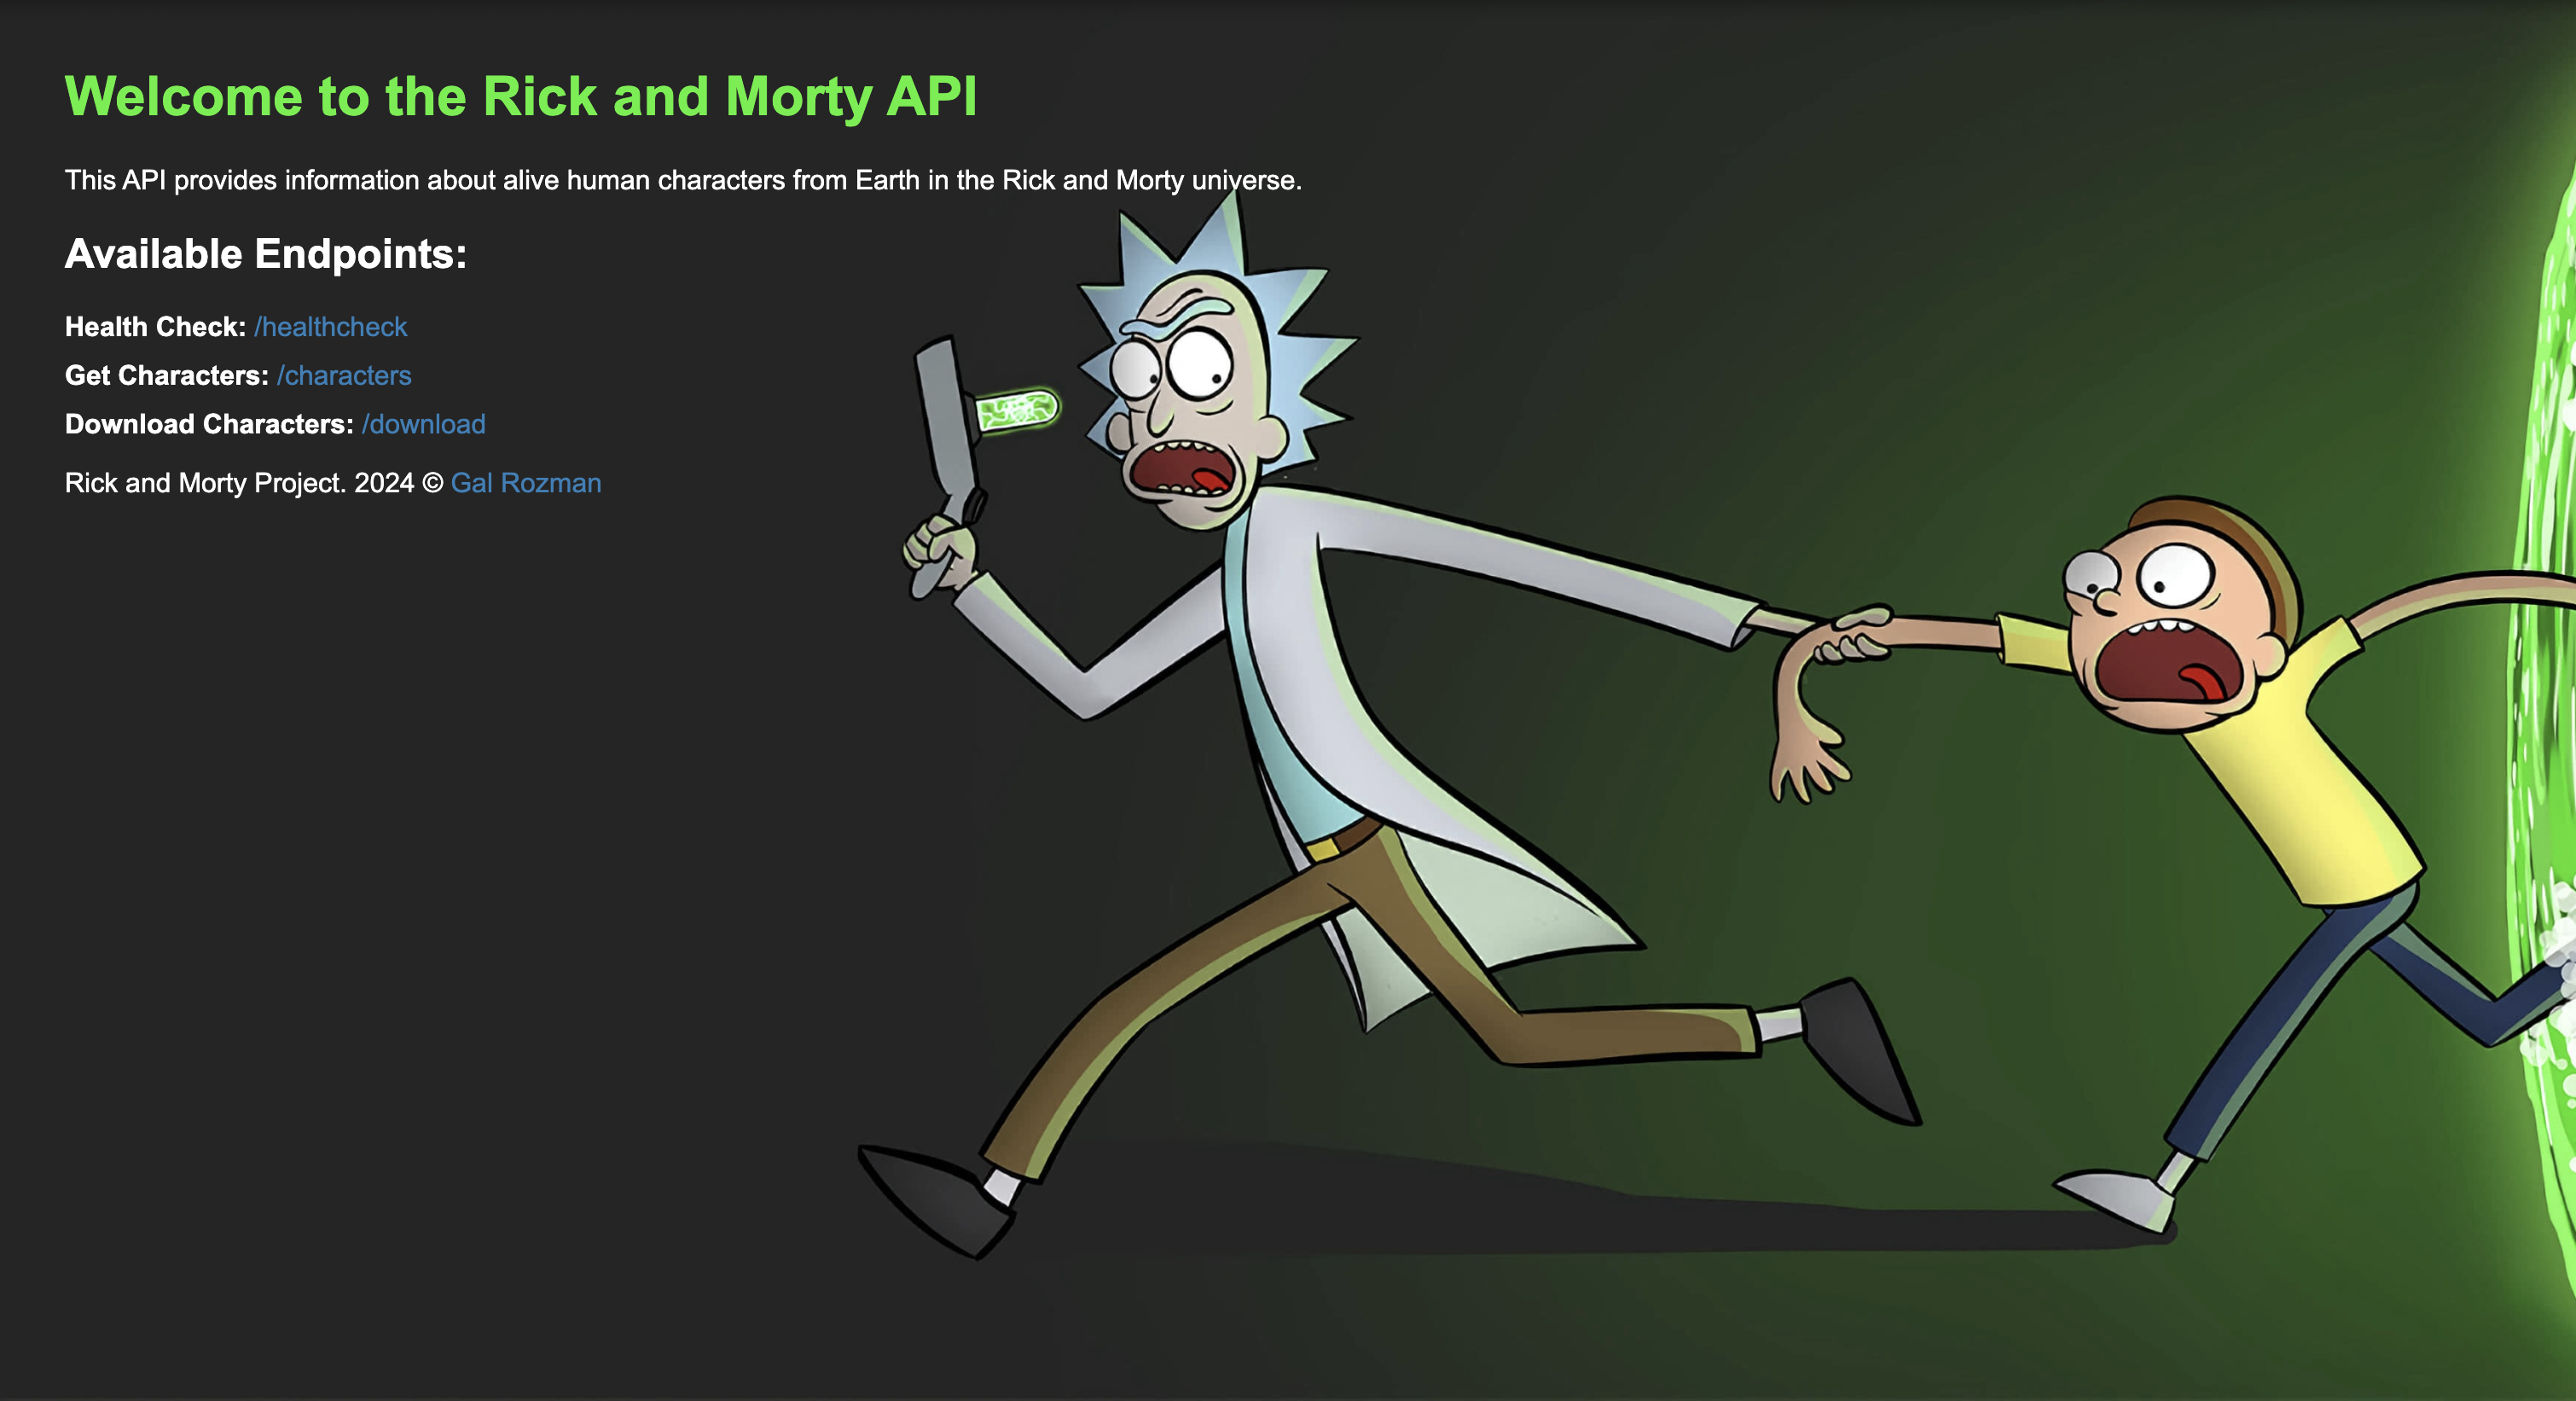 Welcome to the Rick and Morty API
This API provides information about alive human characters from Earth in the Rick and Morty universe.
Available Endpoints:
Health Check: /healthcheck
Get Characters: /characters
Download Characters: /download
Rick and Morty Project. 2024 © Gal Rozman